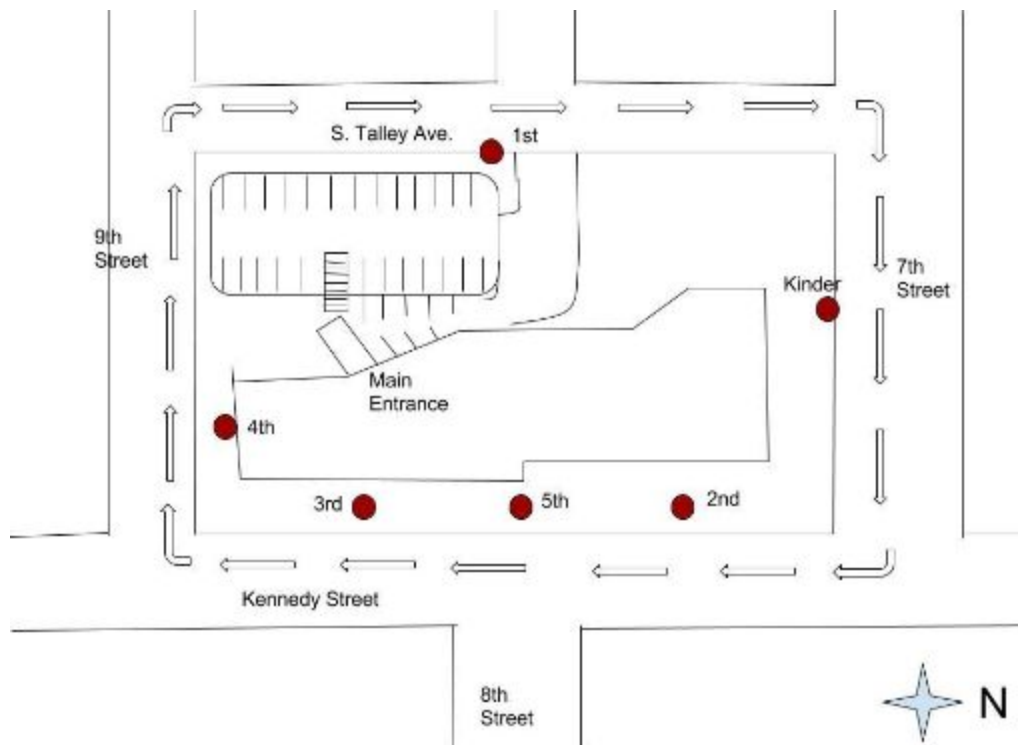 S. Talley Ave.
1st
9th
Street
7th
Street
Kinder
Main
Entrance
4th
3rd
5th
2nd
Kennedy Street
8th
Street
N